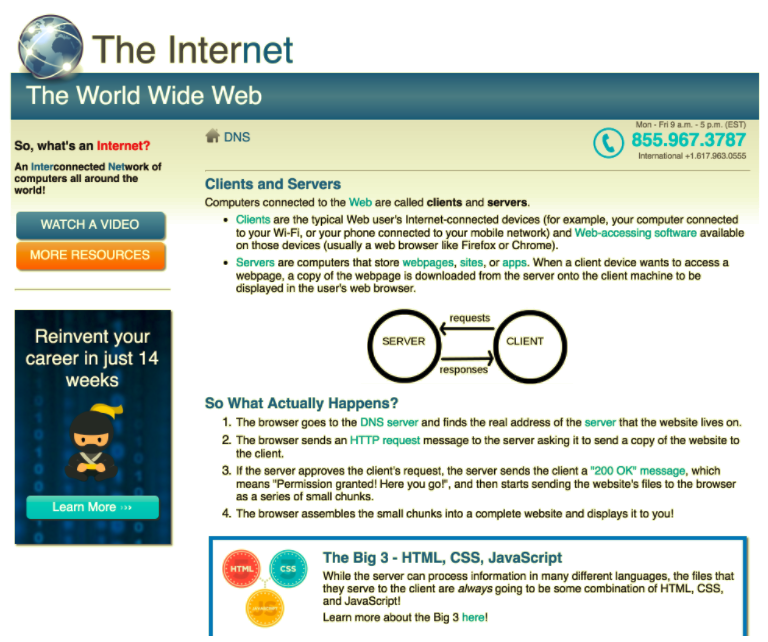 The Internet
The World Wide Web
So, what's an Internet?
An Interconnected Network of
computers all around the
world!
WATCH A VIDEO
MORE RESOURCES
Reinvent your
career in just 14
weeks
Learn More
DNS
Mon - Fri 9 a.m. - 5 p.m. (EST)
855.967.3787
International +1.617.963.0555
Clients and Servers
Computers connected to the Web are called clients and servers.
• Clients are the typical Web user's Internet-connected devices (for example, your computer connected
to your Wi-Fi, or your phone connected to your mobile network) and Web-accessing software available
on those devices (usually a web browser like Firefox or Chrome).
• Servers are computers that store webpages, sites, or apps. When a client device wants to access a
webpage, a copy of the webpage is downloaded from the server onto the client machine to be
displayed in the user's web browser.
requests
SERVER
CLIENT
responses
So What Actually Happens?
1. The browser goes to the DNS server and finds the real address of the server that the website lives on.
2. The browser sends an HTTP request message to the server asking it to send a copy of the website to
the client.
3. If the server approves the client's request, the server sends the client a "200 OK" message, which
means "Permission granted! Here you go!", and then starts sending the website's files to the browser
as a series of small chunks.
4. The browser assembles the small chunks into a complete website and displays it to you!
HTML
CSS
JS
JAVASCRIPT
The Big 3 - HTML, CSS, JavaScript
While the server can process information in many different languages, the files that
they serve to the client are always going to be some combination of HTML, CSS,
and JavaScript!
Learn more about the Big 3 here!